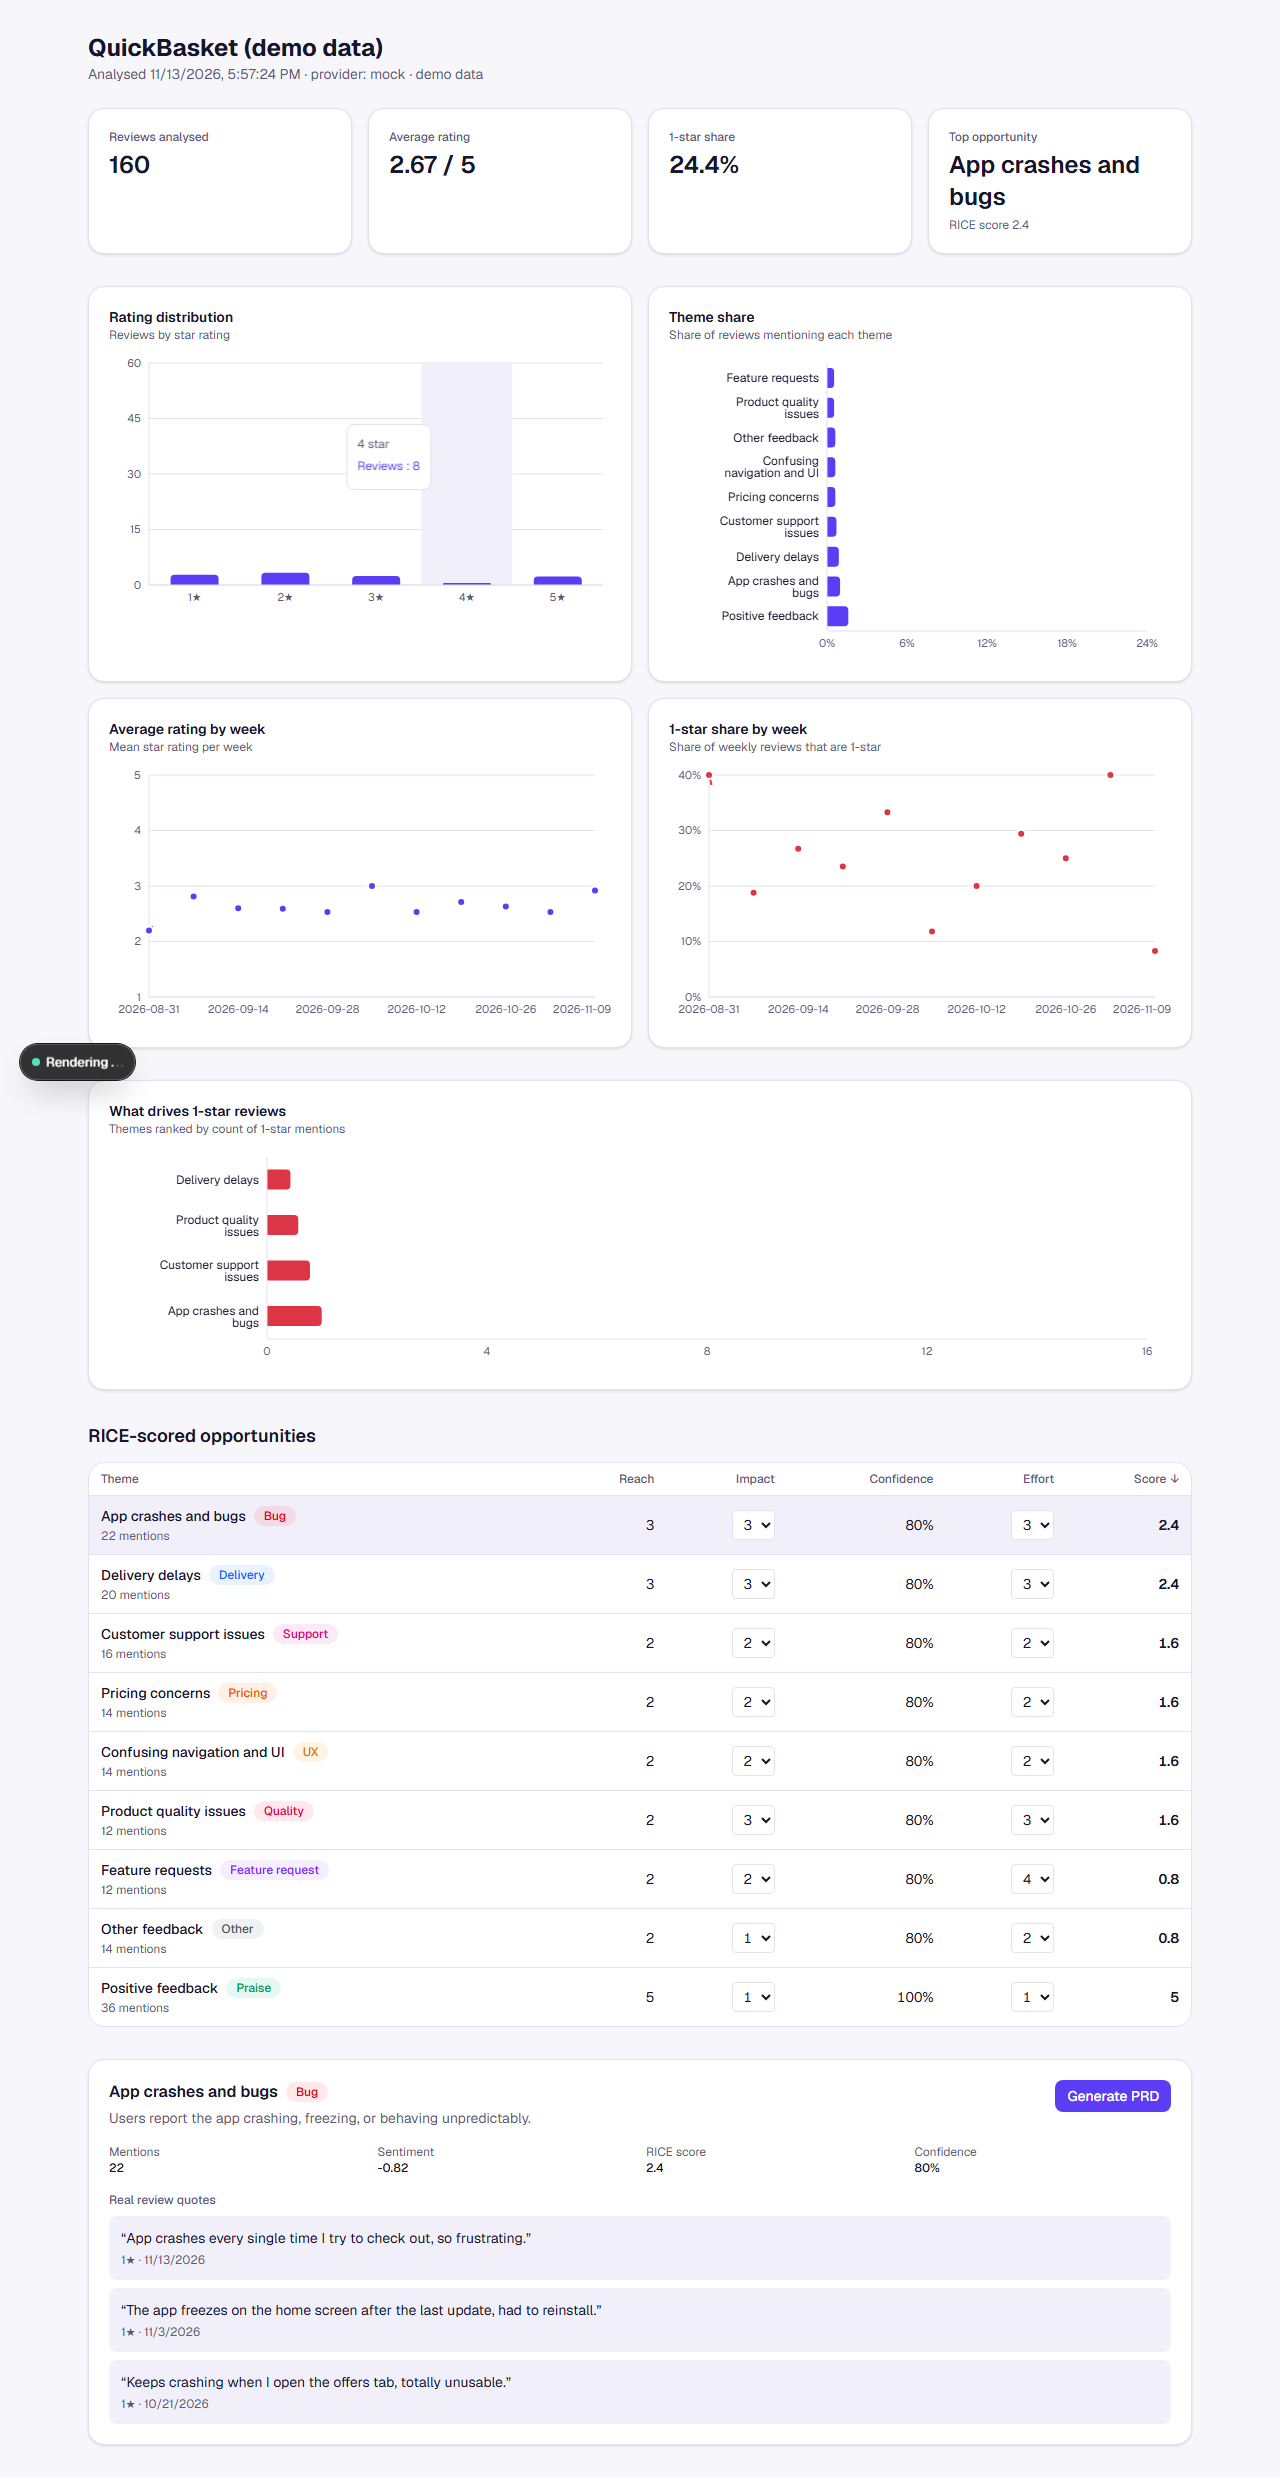 QuickBasket (demo data)
Analysed 11/13/2026, 5:57:24 PM · provider: mock · demo data
Reviews analysed
160
Average rating
2.67 / 5
1-star share
24.4%
Top opportunity
App crashes and
bugs
RICE score 2.4
Rating distribution
Reviews by star rating
60
45
30
15
0
4 star
Reviews : 8
1★
2★
3★
4★
5★
Theme share
Share of reviews mentioning each theme
Feature requests
Product quality
issues
Other feedback
Confusing
navigation and UI
Pricing concerns
Customer support
issues
Delivery delays
App crashes and
bugs
Positive feedback
0%
6%
12%
18%
24%
Average rating by week
Mean star rating per week
5
4
3
2
1
2026-08-31
2026-09-14
2026-09-28
2026-10-12
2026-10-26
2026-11-09
1-star share by week
Share of weekly reviews that are 1-star
40%
30%
20%
10%
0%
2026-08-31
2026-09-14
2026-09-28
2026-10-12
2026-10-26
2026-11-09
Rendering ...
What drives 1-star reviews
Themes ranked by count of 1-star mentions
Delivery delays
Product quality
issues
Customer support
issues
App crashes and
bugs
0
4
8
12
16
RICE-scored opportunities
Theme Reach Impact Confidence Effort Score ↓
App crashes and bugs Bug 3 3 80% 3 2.4
22 mentions
Delivery delays Delivery 3 3 80% 3 2.4
20 mentions
Customer support issues Support 2 2 80% 2 1.6
16 mentions
Pricing concerns Pricing 2 2 80% 2 1.6
14 mentions
Confusing navigation and UI UX 2 2 80% 2 1.6
14 mentions
Product quality issues Quality 2 3 80% 3 1.6
12 mentions
Feature requests Feature request 2 2 80% 4 0.8
12 mentions
Other feedback Other 2 1 80% 2 0.8
14 mentions
Positive feedback Praise 5 1 100% 1 5
36 mentions
App crashes and bugs Bug
Generate PRD
Users report the app crashing, freezing, or behaving unpredictably.
Mentions Sentiment RICE score Confidence
22 -0.82 2.4 80%
Real review quotes
“App crashes every single time I try to check out, so frustrating.”
1★ · 11/13/2026
“The app freezes on the home screen after the last update, had to reinstall.”
1★ · 11/3/2026
“Keeps crashing when I open the offers tab, totally unusable.”
1★ · 10/21/2026